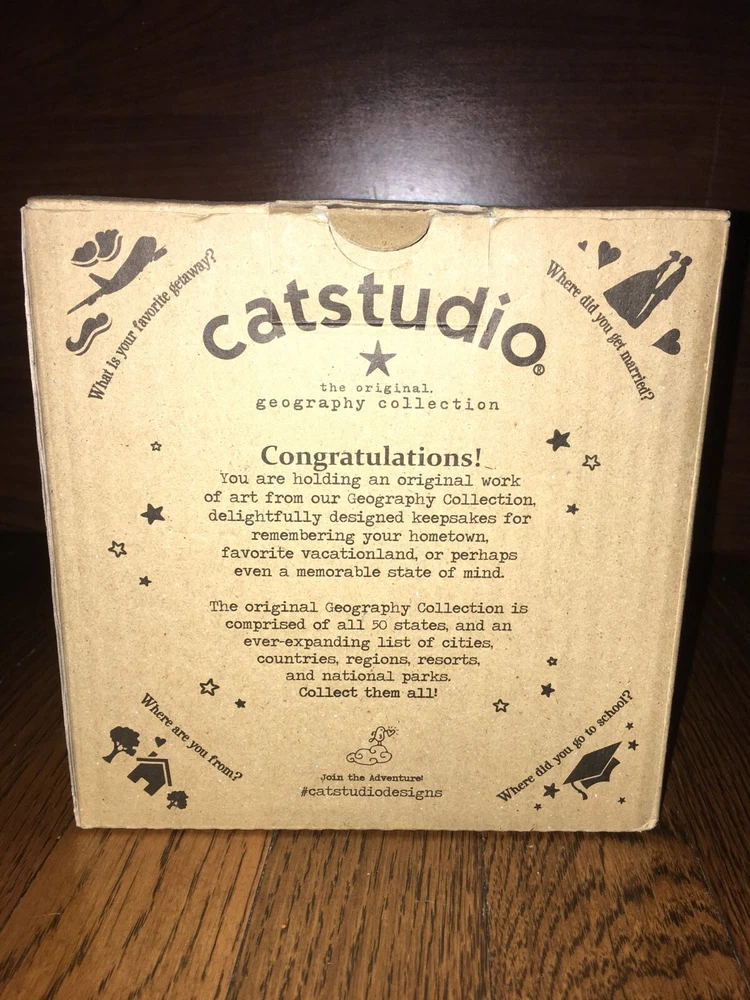 What is your favorite getaway?
Where did you get married?
catstudio®
the original.
geography collection
Congratulations!
You are holding an original work
of art from our Geography Collection,
delightfully designed keepsakes for
remembering your hometown,
favorite vacationland, or perhaps
even a memorable state of mind.
The original Geography Collection is
comprised of all 50 states, and an
ever-expanding list of cities,
countries, regions, resorts,
and national parks.
Collect them all!
Where are you from?
Where did you go to school?
Join the Adventure!
#catstudiodesigns